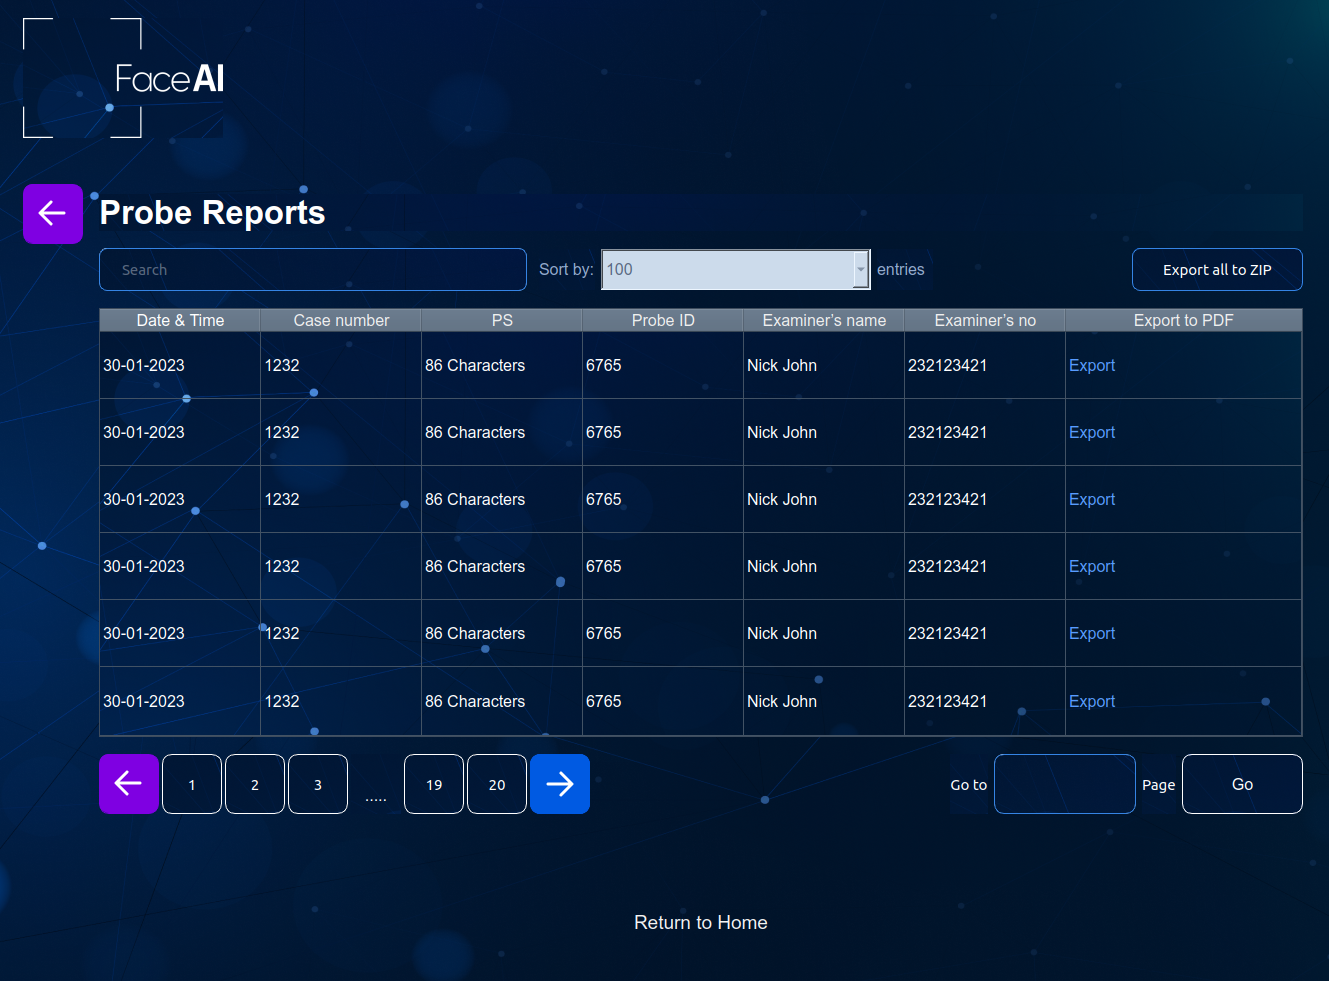 FaceAI
Probe Reports
Search Sort by: 100 entries Export all to ZIP
Date & Time Case number PS Probe ID Examiner's name Examiner's no Export to PDF
30-01-2023 1232 86 Characters 6765 Nick John 232123421 Export
30-01-2023 1232 86 Characters 6765 Nick John 232123421 Export
30-01-2023 1232 86 Characters 6765 Nick John 232123421 Export
30-01-2023 1232 86 Characters 6765 Nick John 232123421 Export
30-01-2023 1232 86 Characters 6765 Nick John 232123421 Export
30-01-2023 1232 86 Characters 6765 Nick John 232123421 Export
1 2 3 ..... 19 20 Go to Page Go
Return to Home